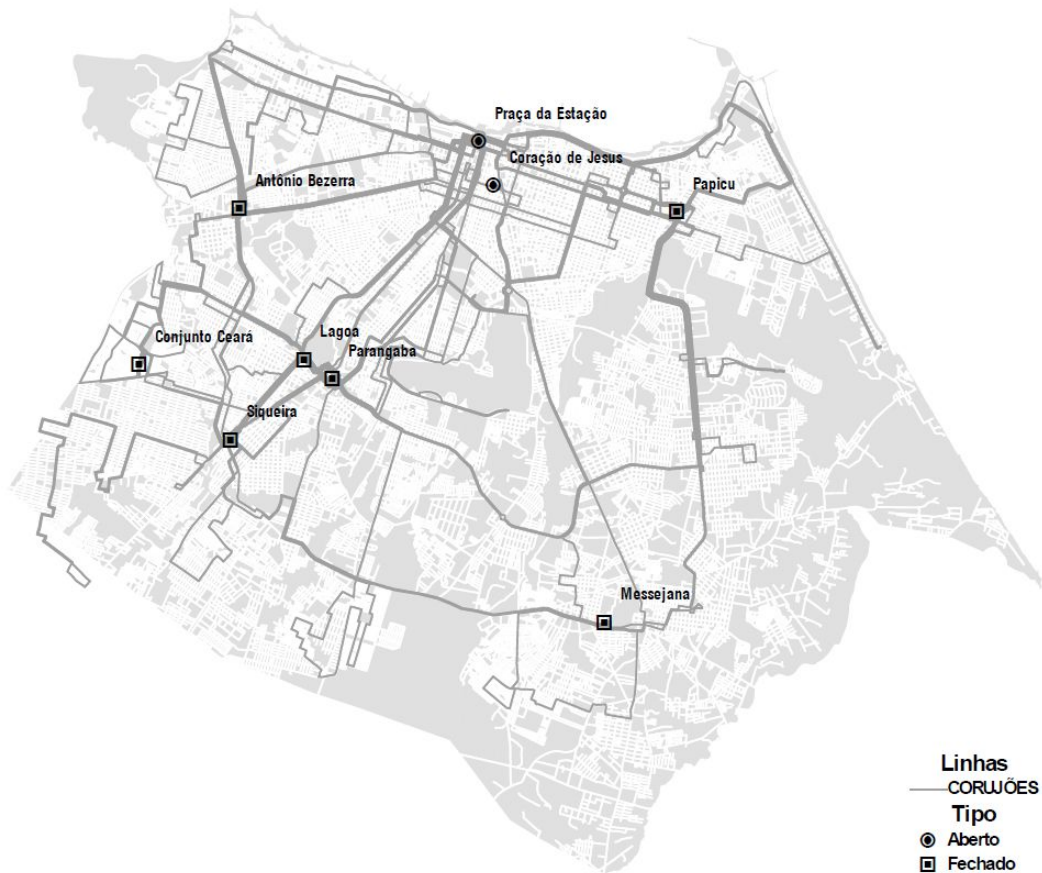 Praça da Estação
Coração de Jesus
Antônio Bezerra
Papicu
Lagoa
Conjunto Ceará
Parangaba
Siqueira
Messejana
Linhas
CORUJÕES
Tipo
Aberto
Fechado